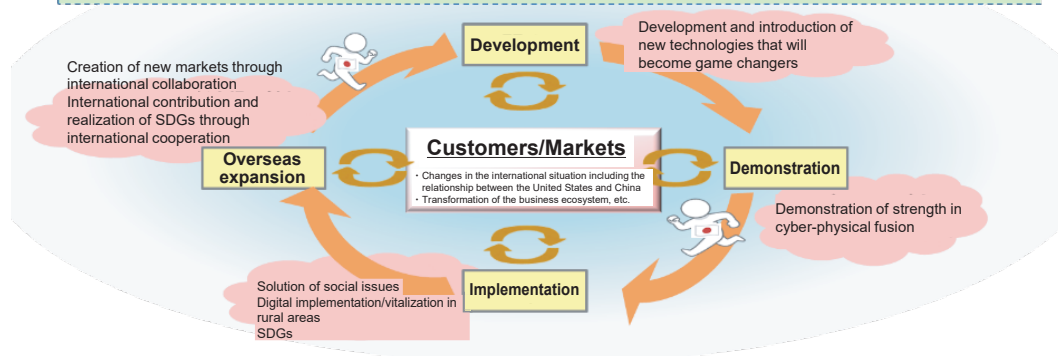 Development
Development and introduction of
new technologies that will
become game changers
Creation of new markets through
international collaboration
International contribution and
realization of SDGs through
international cooperation
Customers/Markets
・Changes in the international situation including the
relationship between the United States and China
・Transformation of the business ecosystem, etc.
Overseas
expansion
Demonstration
Demonstration of strength in
cyber-physical fusion
Implementation
Solution of social issues
Digital implementation/vitalization in
rural areas
SDGs